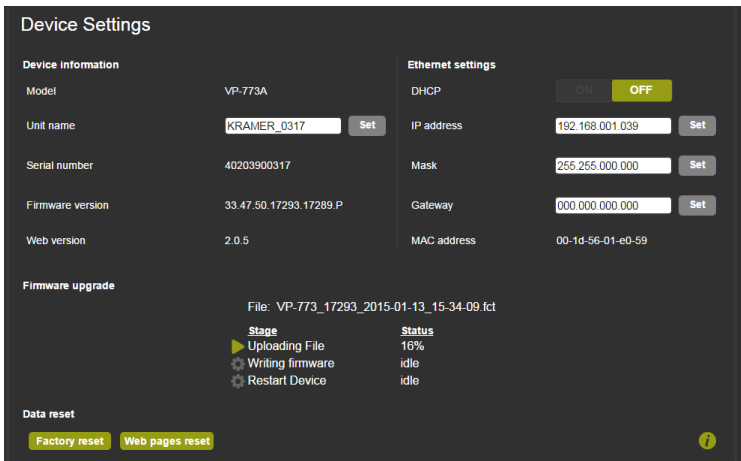 Device Settings
Device information
Ethernet settings
Model VP-773A
DHCP ON OFF
Unit name KRAMER_0317 Set
IP address 192.168.001.039 Set
Serial number 40203900317
Mask 255.255.000.000 Set
Firmware version 33.47.50.17293.17289.P
Gateway 000.000.000.000 Set
Web version 2.0.5
MAC address 00-1d-56-01-e0-59
Firmware upgrade
File: VP-773_17293_2015-01-13_15-34-09.fct
Stage Status
Uploading File 16%
Writing firmware idle
Restart Device idle
Data reset
Factory reset Web pages reset
i